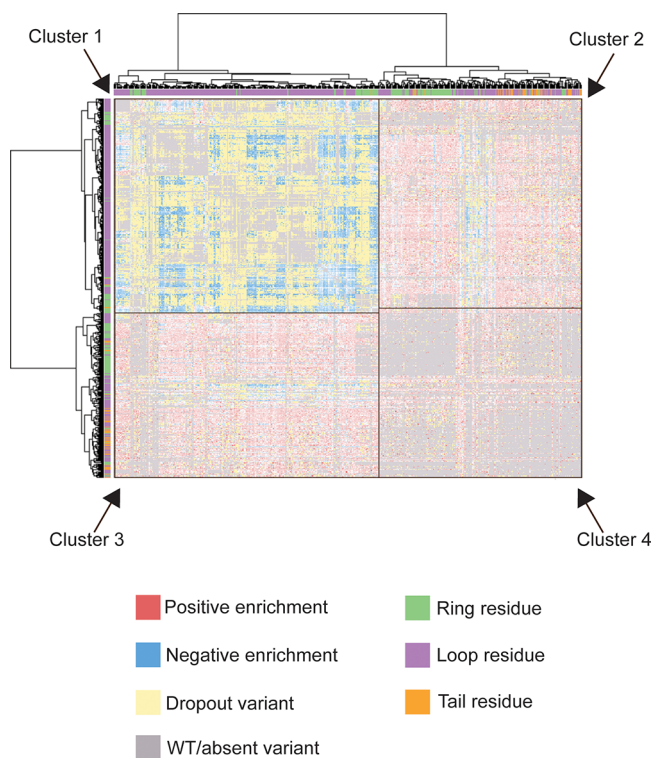 Cluster 1
Cluster 2
Cluster 3
Cluster 4
Positive enrichment
Ring residue
Negative enrichment
Loop residue
Dropout variant
Tail residue
WT/absent variant